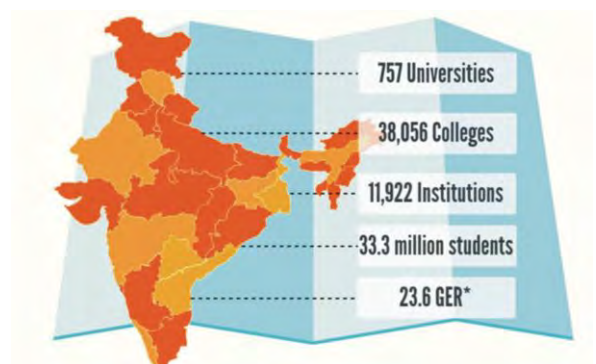 757 Universities
38,056 Colleges
11,922 Institutions
33.3 million students
23.6 GER*